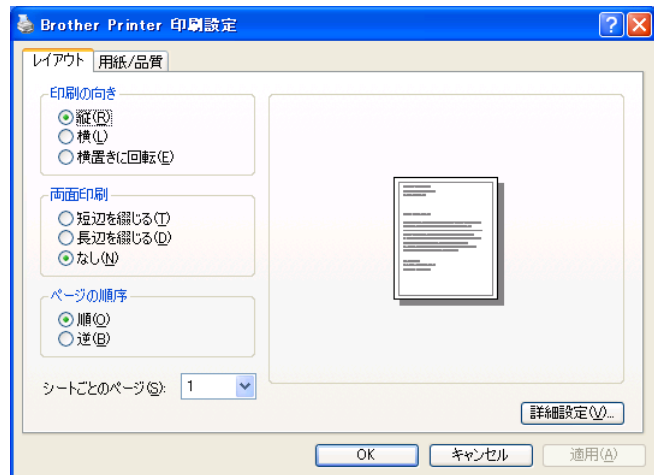 Brother Printer 印刷設定
レイアウト 用紙/品質
印刷の向き
縦(R)
横(L)
横置きに回転(E)
両面印刷
短辺を綴じる(T)
長辺を綴じる(D)
なし(N)
ページの順序
順(O)
逆(B)
シートごとのページ(S): 1
詳細設定(V)...
OK キャンセル 適用(A)